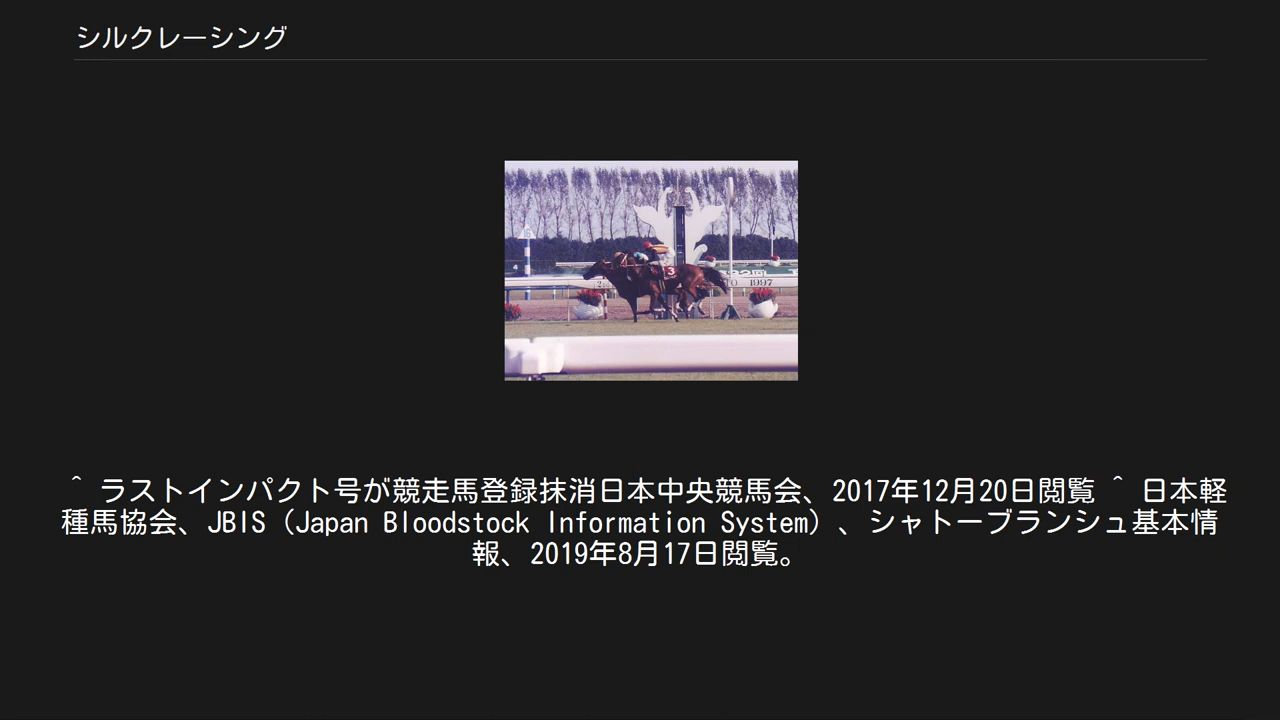 シルクレーシング
3
1997
^ ラストインパクト号が競走馬登録抹消日本中央競馬会、2017年12月20日閲覧 ^ 日本軽
種馬協会、JBIS（Japan Bloodstock Information System）、シャトーブランシュ基本情
報、2019年8月17日閲覧。